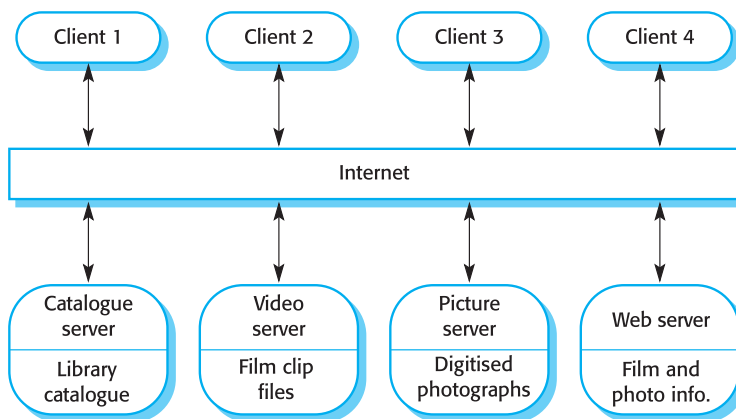 Client 1
Client 2
Client 3
Client 4
Internet
Catalogue
server
Library
catalogue
Video
server
Film clip
files
Picture
server
Digitised
photographs
Web server
Film and
photo info.